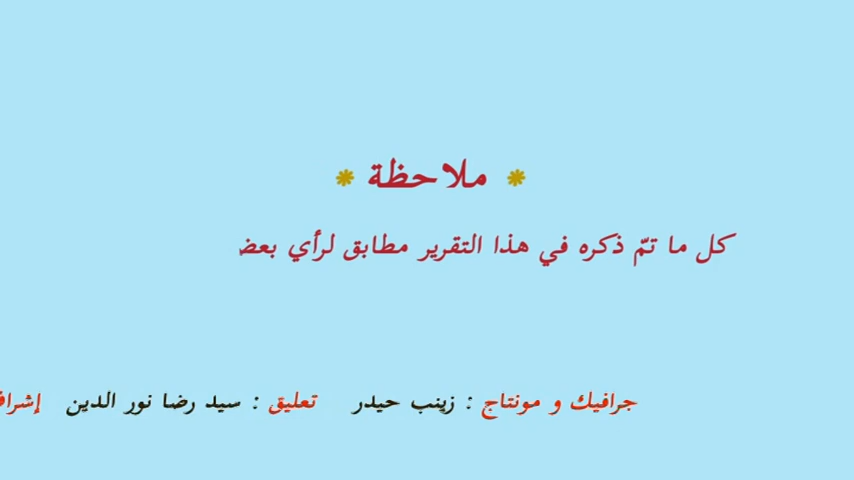 * ملاحظة *
كل ما تمّ ذكره في هذا التقرير مطابق لرأي بعض
جرافيك و مونتاج : زينب حيدر تعليق : سيد رضا نور الدين